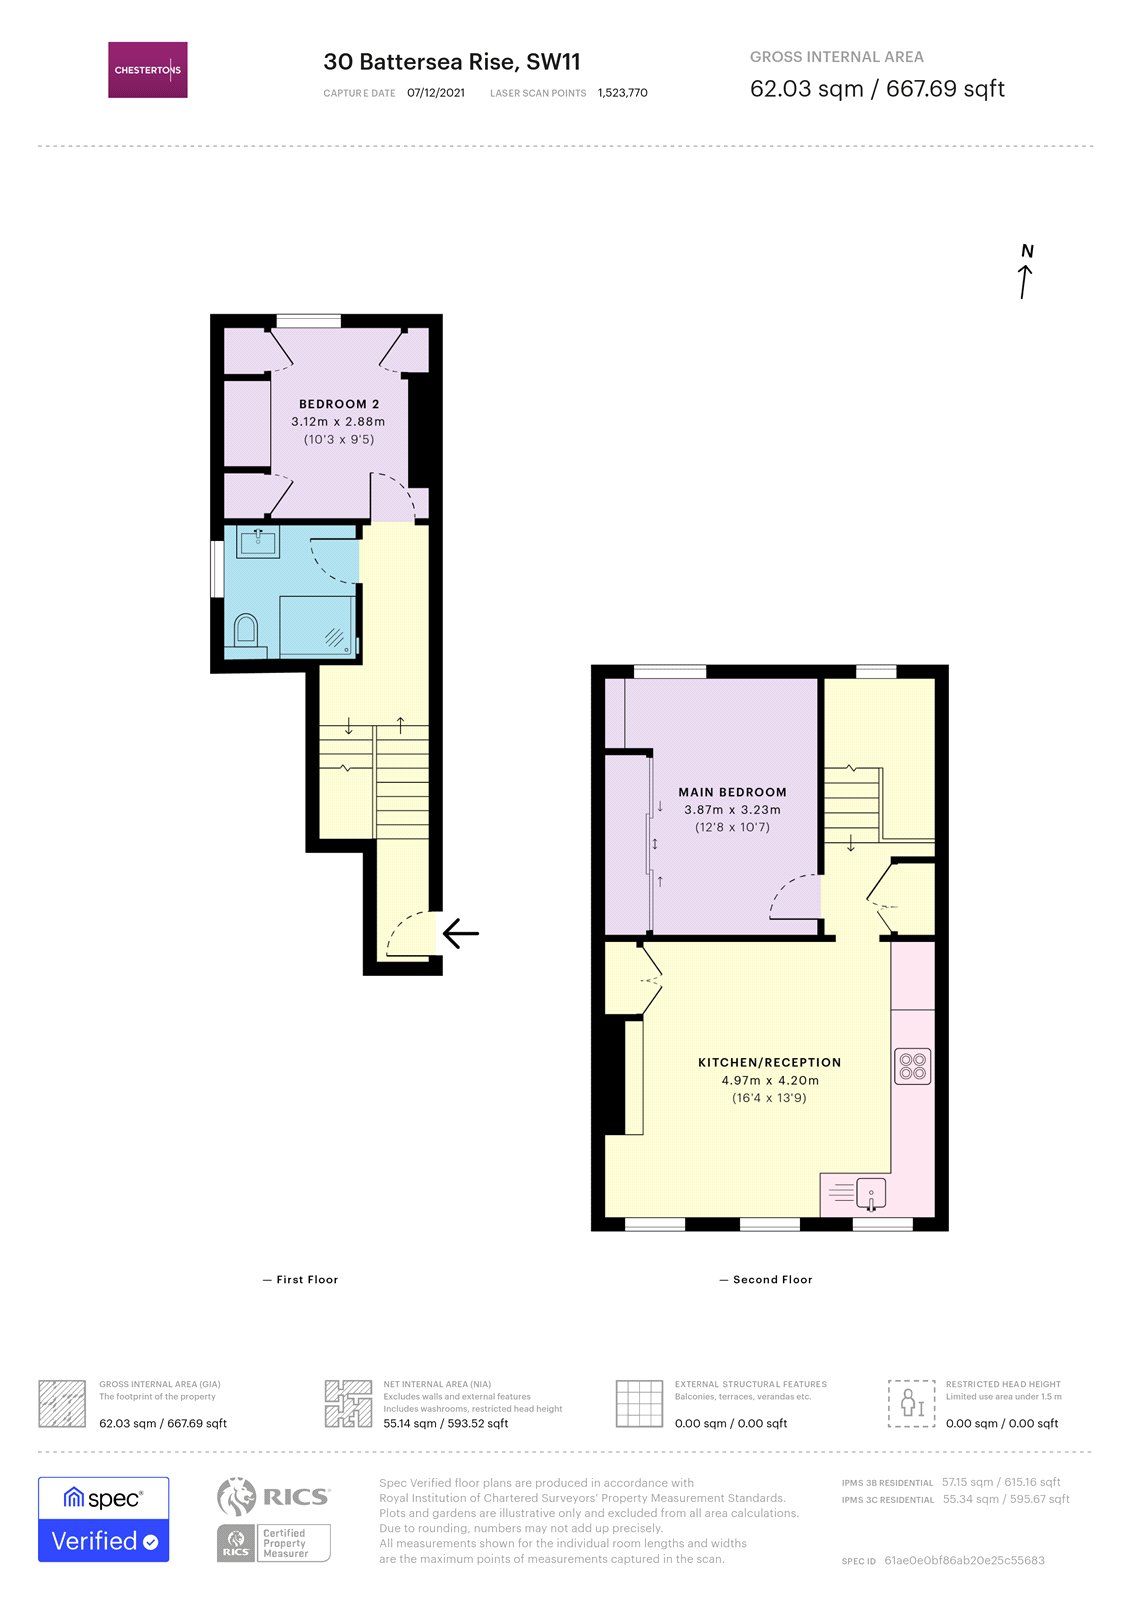 CHESTERTONS
30 Battersea Rise, SW11
CAPTURE DATE 07/12/2021 LASER SCAN POINTS 1,523,770
GROSS INTERNAL AREA
62.03 sqm / 667.69 sqft
N
BEDROOM 2
3.12m x 2.88m
(10'3 x 9'5)
MAIN BEDROOM
3.87m x 3.23m
(12'8 x 10'7)
KITCHEN/RECEPTION
4.97m x 4.20m
(16'4 x 13'9)
— First Floor
— Second Floor
GROSS INTERNAL AREA (GIA)
The footprint of the property
62.03 sqm / 667.69 sqft
NET INTERNAL AREA (NIA)
Excludes walls and external features
Includes washrooms, restricted head height
55.14 sqm / 593.52 sqft
EXTERNAL STRUCTURAL FEATURES
Balconies, terraces, verandas etc.
0.00 sqm / 0.00 sqft
RESTRICTED HEAD HEIGHT
Limited use area under 1.5 m
0.00 sqm / 0.00 sqft
spec®
Verified
RICS®
RICS
Certified
Property
Measurer
Spec Verified floor plans are produced in accordance with
Royal Institution of Chartered Surveyors' Property Measurement Standards.
Plots and gardens are illustrative only and excluded from all area calculations.
Due to rounding, numbers may not add up precisely.
All measurements shown for the individual room lengths and widths
are the maximum points of measurements captured in the scan.
IPMS 3B RESIDENTIAL 57.15 sqm / 615.16 sqft
IPMS 3C RESIDENTIAL 55.34 sqm / 595.67 sqft
SPEC ID 61ae0e0bf86ab20e25c55683